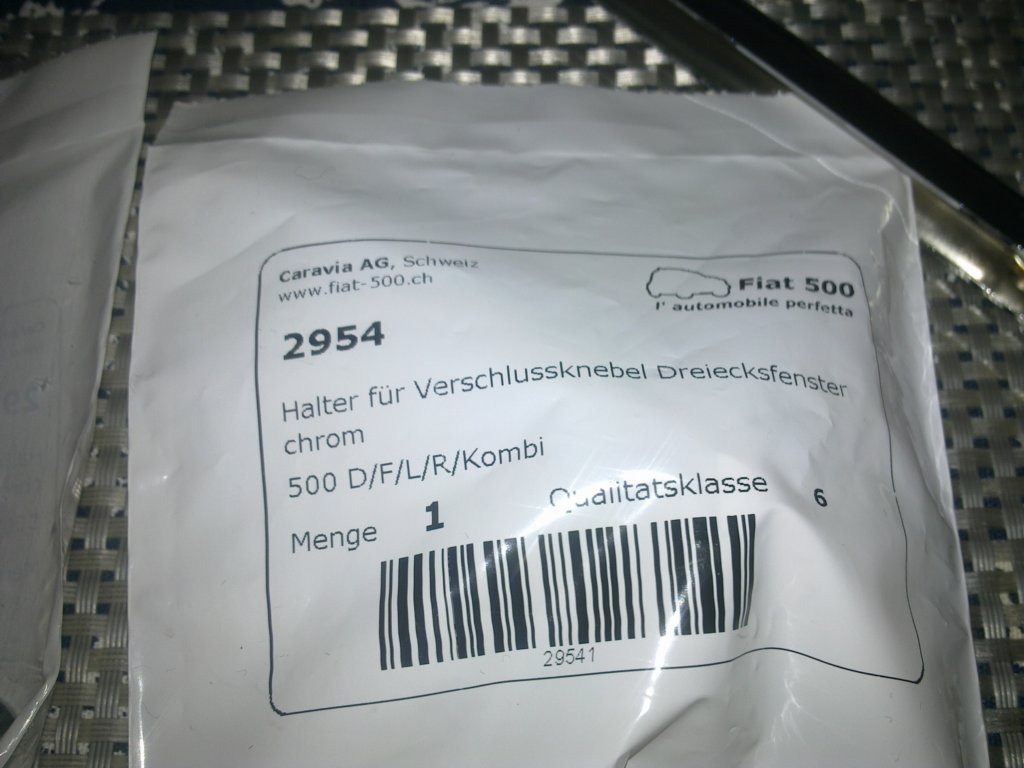 Caravia AG, Schweiz
www.fiat-500.ch
Fiat 500
l' automobile perfetta
2954
Halter für Verschlussknebel Dreiecksfenster
chrom
500 D/F/L/R/Kombi
Menge 1 Qualitatsklasse 6
29541